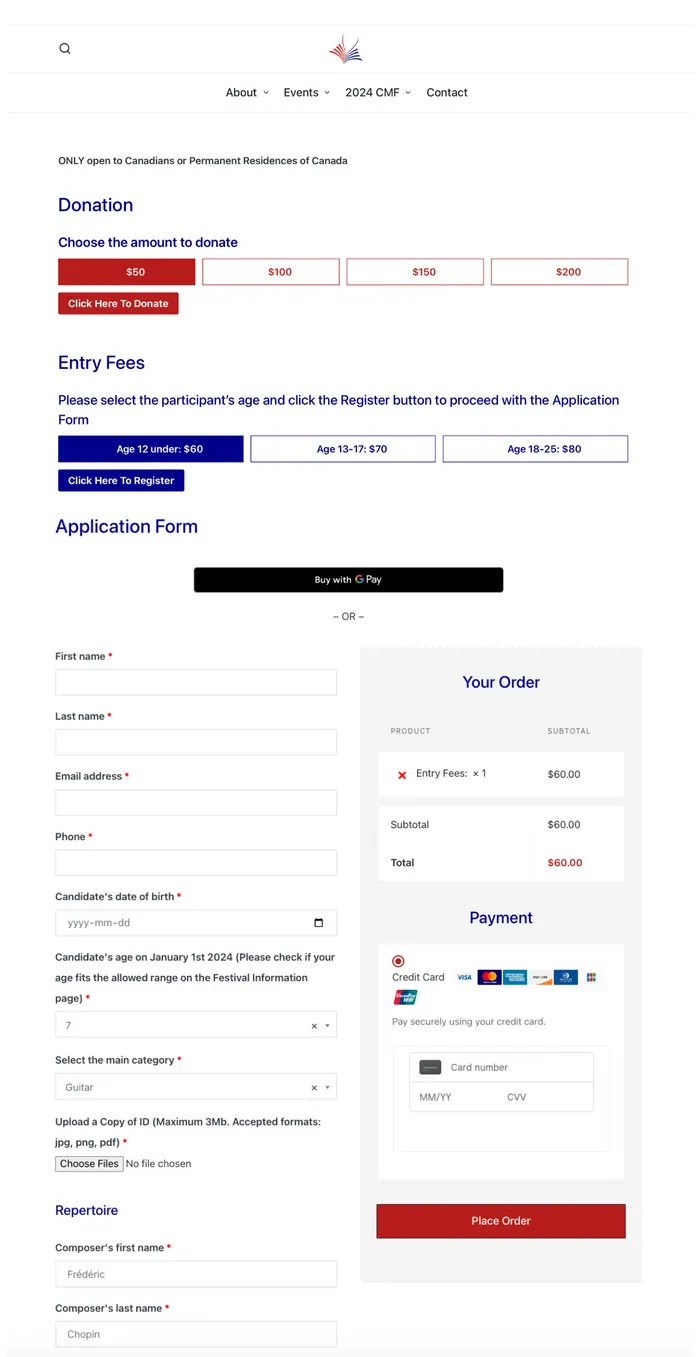 About Events 2024 CMF Contact
ONLY open to Canadians or Permanent Residences of Canada
Donation
Choose the amount to donate
$50 $100 $150 $200
Click Here To Donate
Entry Fees
Please select the participant's age and click the Register button to proceed with the Application
Form
Age 12 under: $60 Age 13-17: $70 Age 18-25: $80
Click Here To Register
Application Form
Buy with G Pay
– OR –
First name *
Last name *
Email address *
Phone *
Candidate's date of birth *
yyyy-mm-dd
Candidate's age on January 1st 2024 (Please check if your
age fits the allowed range on the Festival Information
page) *
7 ×
Select the main category *
Guitar ×
Upload a Copy of ID (Maximum 3Mb. Accepted formats:
jpg, png, pdf) *
Choose Files No file chosen
Repertoire
Composer's first name *
Frédéric
Composer's last name *
Chopin
Your Order
PRODUCT SUBTOTAL
Entry Fees: × 1 $60.00
Subtotal $60.00
Total $60.00
Payment
Credit Card VISA
Pay securely using your credit card.
Card number
MM/YY CVV
Place Order